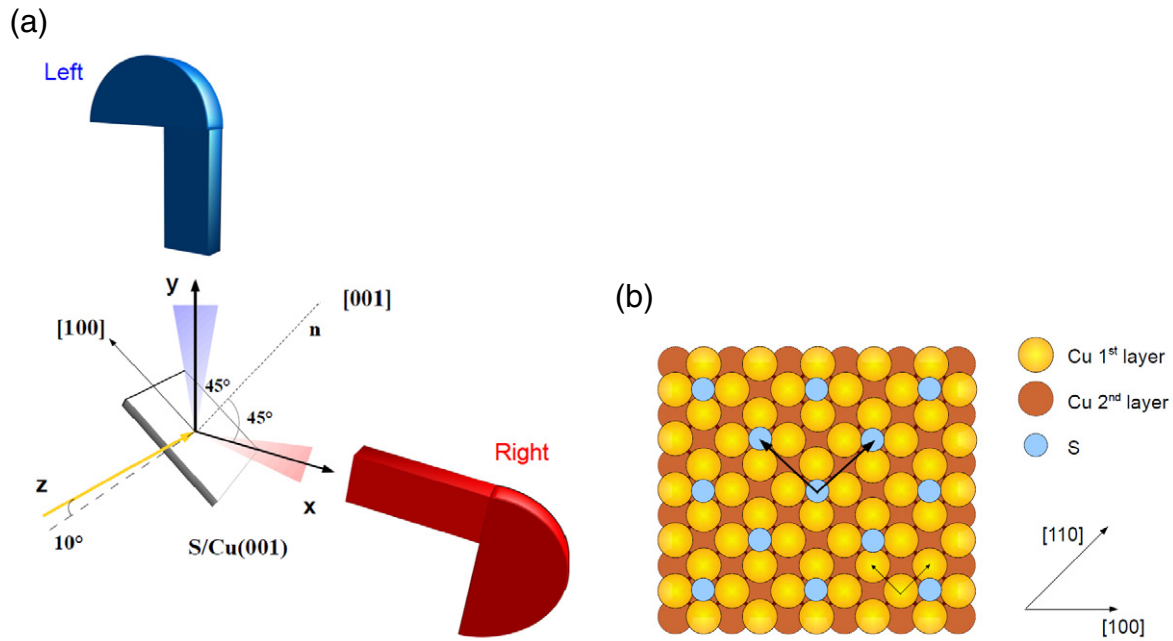 (a)
Left
y
[001]
n
[100]
45°
45°
Right
z
x
10°
S/Cu(001)
(b)
Cu 1st layer
Cu 2nd layer
S
[110]
[100]